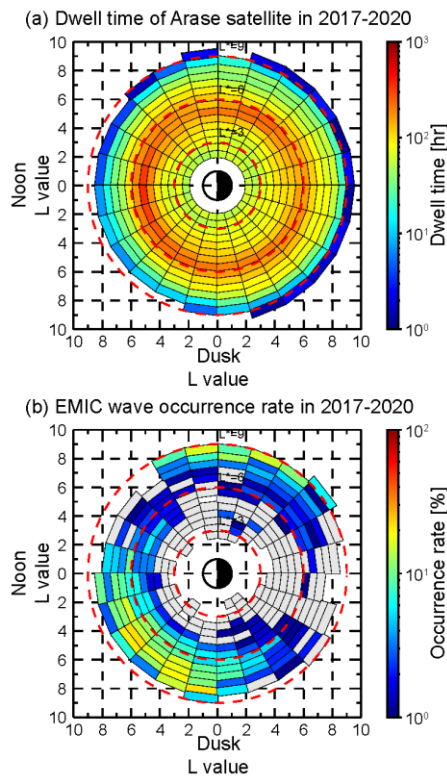 (a) Dwell time of Arase satellite in 2017-2020
10
8
6
4
2
0
2
4
6
8
10
Noon
L value
L*=9
L*=6
L*=3
10 8 6 4 2 0 2 4 6 8 10
Dusk
L value
10³
10²
10¹
10⁰
Dwell time [hr]
(b) EMIC wave occurrence rate in 2017-2020
10
8
6
4
2
0
2
4
6
8
10
Noon
L value
L*=9
10 8 6 4 2 0 2 4 6 8 10
Dusk
L value
10²
10¹
10⁰
Occurrence rate [%]